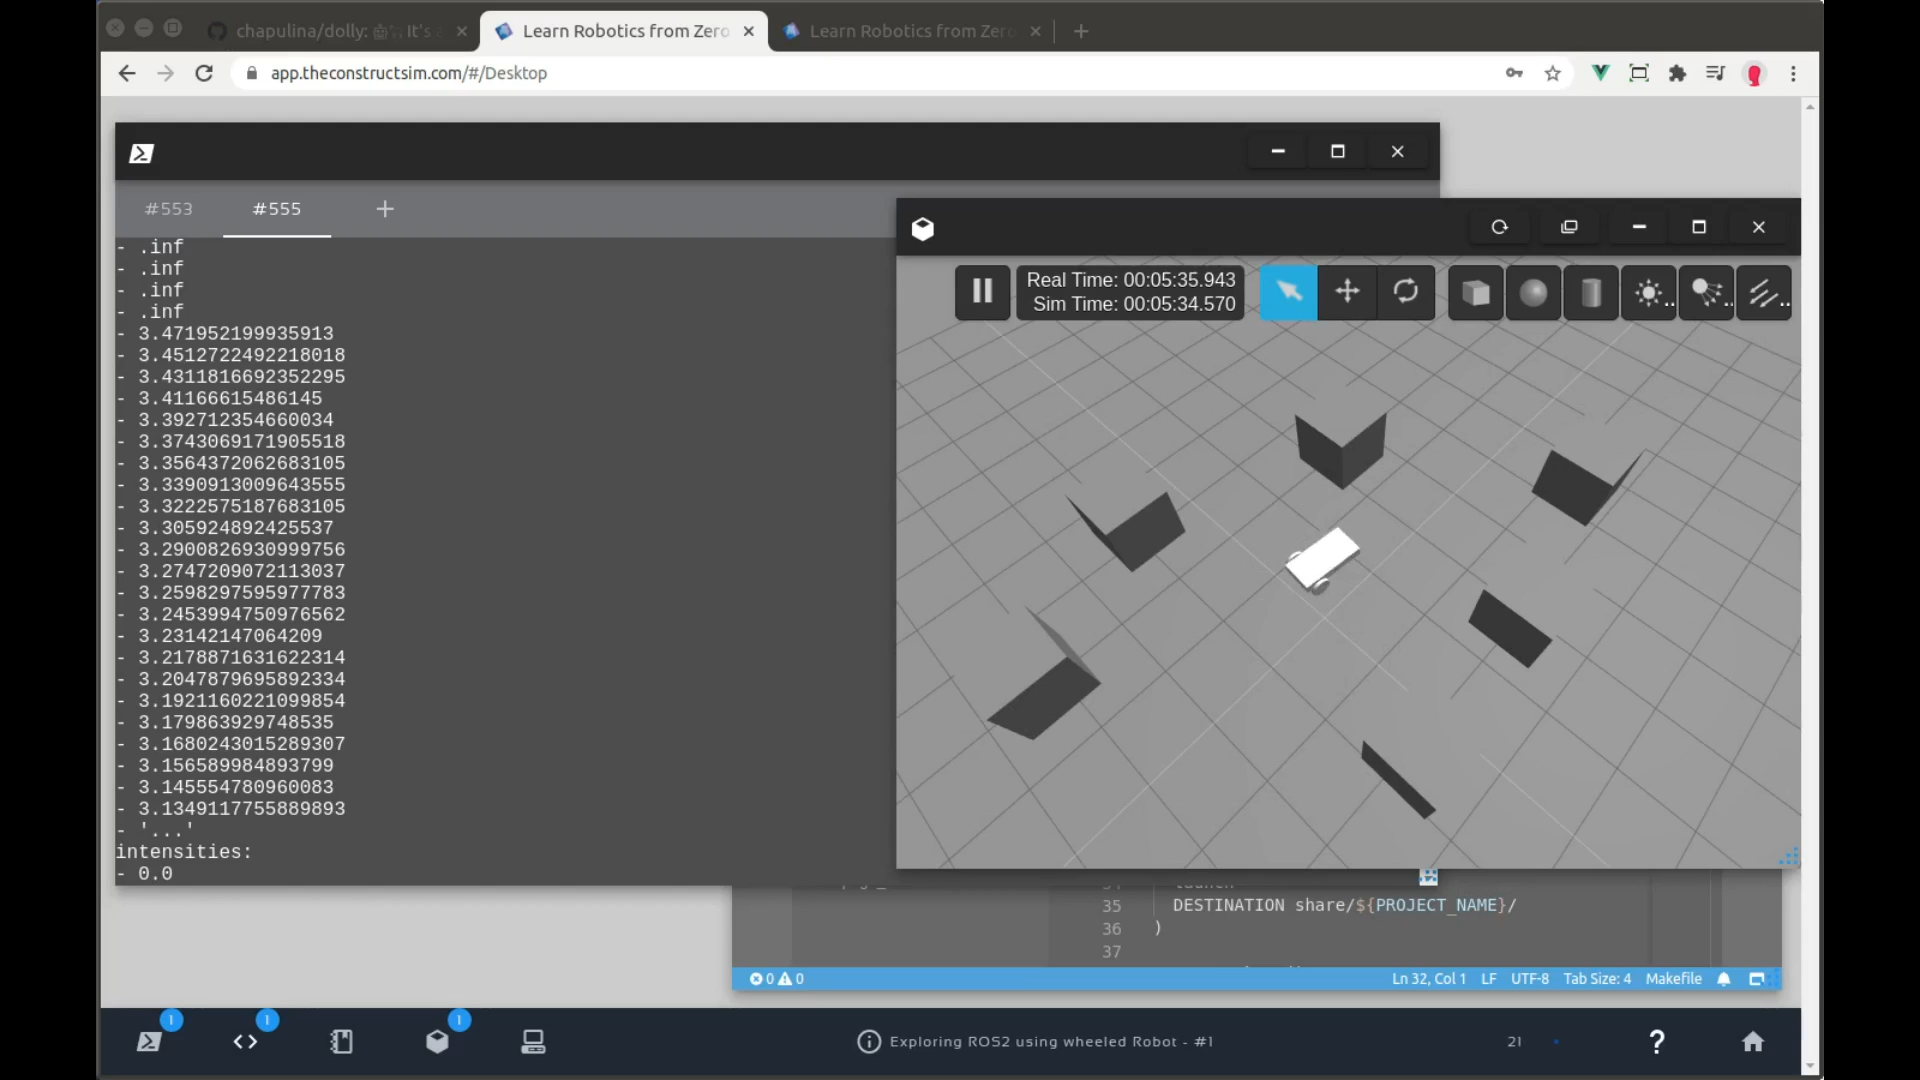 chapulina/dolly: It's a
Learn Robotics from Zero
Learn Robotics from Zero
app.theconstructsim.com/#/Desktop
#553
#555
- .inf
- .inf
- .inf
- .inf
- 3.471952199935913
- 3.4512722492218018
- 3.4311816692352295
- 3.41166615486145
- 3.392712354660034
- 3.3743069171905518
- 3.3564372062683105
- 3.3390913009643555
- 3.3222575187683105
- 3.305924892425537
- 3.2900826930999756
- 3.2747209072113037
- 3.2598297595977783
- 3.2453994750976562
- 3.23142147064209
- 3.2178871631622314
- 3.2047879695892334
- 3.1921160221099854
- 3.179863929748535
- 3.1680243015289307
- 3.156589984893799
- 3.145554780960083
- 3.1349117755889893
- '...'
intensities:
- 0.0
Real Time: 00:05:35.943
Sim Time: 00:05:34.570
35 DESTINATION share/${PROJECT_NAME}/
36 )
37
0 0
Ln 32, Col 1 LF UTF-8 Tab Size: 4 Makefile
1 1 1
Exploring ROS2 using wheeled Robot - #1
21
?